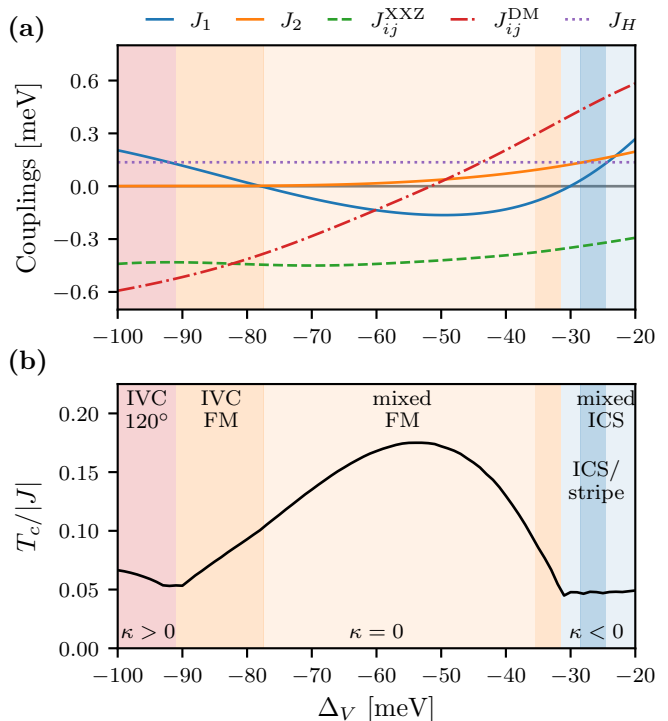 (a)
J₁ J₂ J_{ij}^{XXZ} J_{ij}^{DM} J_H
Couplings [meV]
0.6
0.3
0.0
−0.3
−0.6
−100 −90 −80 −70 −60 −50 −40 −30 −20
(b)
IVC IVC mixed mixed
120° FM FM ICS
ICS/
stripe
T_c/|J|
0.20
0.15
0.10
0.05
0.00
κ > 0 κ = 0 κ < 0
−100 −90 −80 −70 −60 −50 −40 −30 −20
Δ_V [meV]